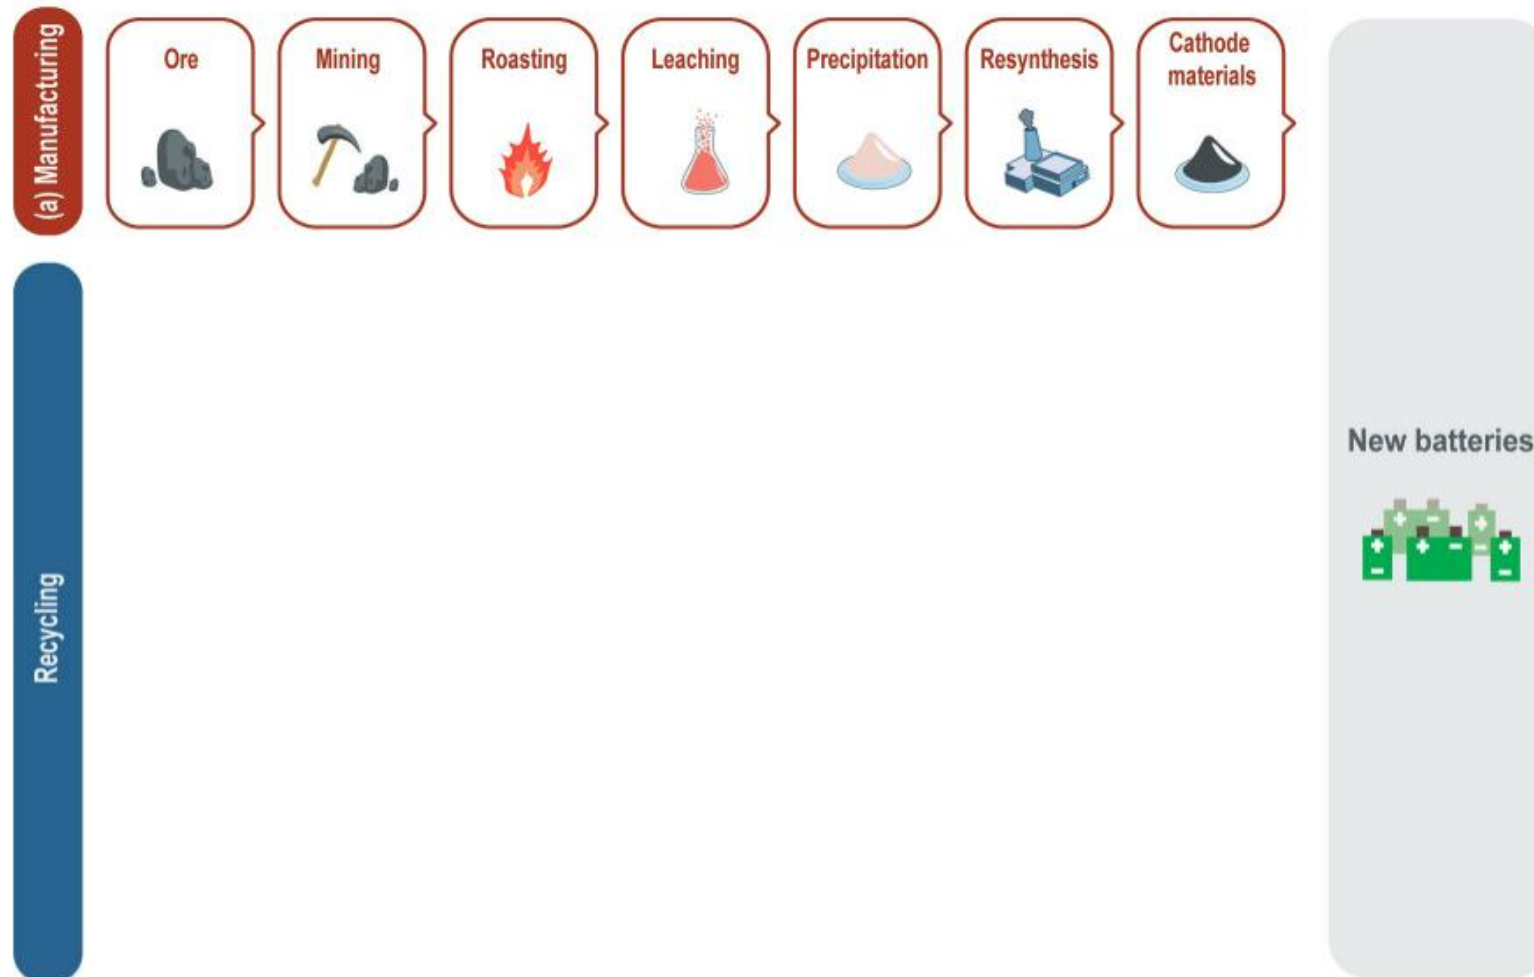 (a) Manufacturing
Ore
Mining
Roasting
Leaching
Precipitation
Resynthesis
Cathode
materials
Recycling
New batteries